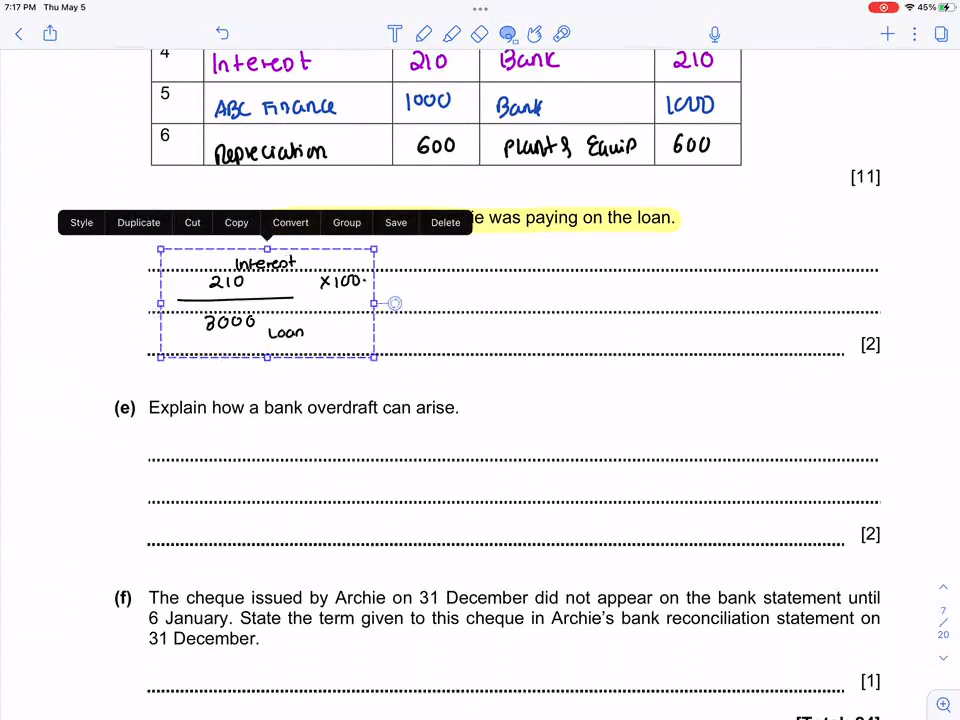 7:17 PM Thu May 5
45%
4 Interest 210 Bank 210
5 ABC Finance 1000 Bank 1000
6 Depreciation 600 Plant & Equip 600
[11]
Style Duplicate Cut Copy Convert Group Save Delete
ie was paying on the loan.
Interest
210 ×100.
3000
Loan
[2]
(e) Explain how a bank overdraft can arise.
[2]
(f) The cheque issued by Archie on 31 December did not appear on the bank statement until
6 January. State the term given to this cheque in Archie's bank reconciliation statement on
31 December.
[1]
7
/
20